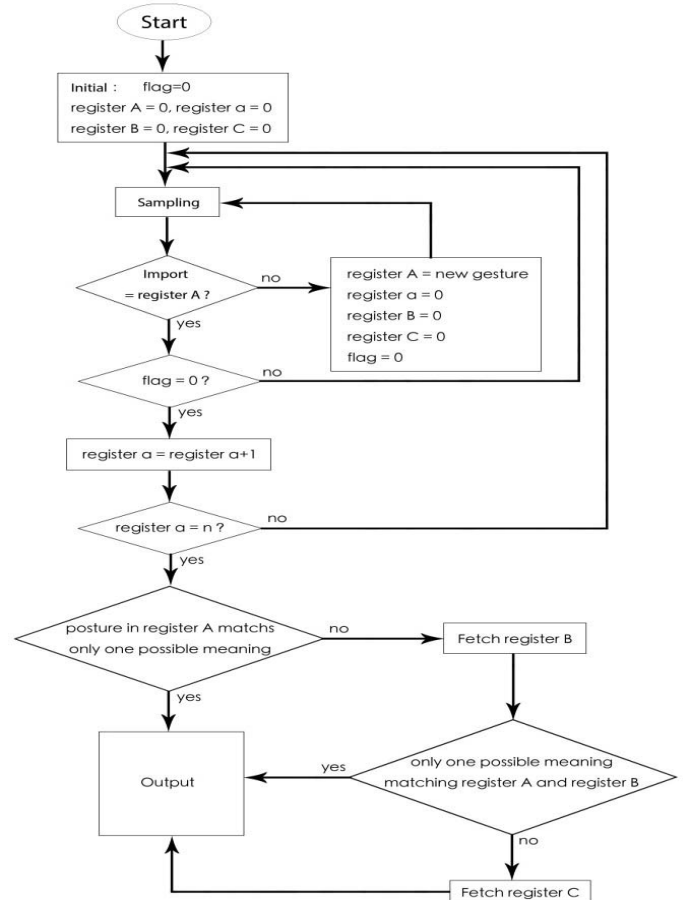 Start
Initial : flag=0
register A = 0, register a = 0
register B = 0, register C = 0
Sampling
Import
= register A ?
no
register A = new gesture
register a = 0
register B = 0
register C = 0
flag = 0
yes
flag = 0 ?
no
yes
register a = register a+1
register a = n ?
no
yes
posture in register A matchs
only one possible meaning
no
Fetch register B
yes
Output
yes
only one possible meaning
matching register A and register B
no
Fetch register C